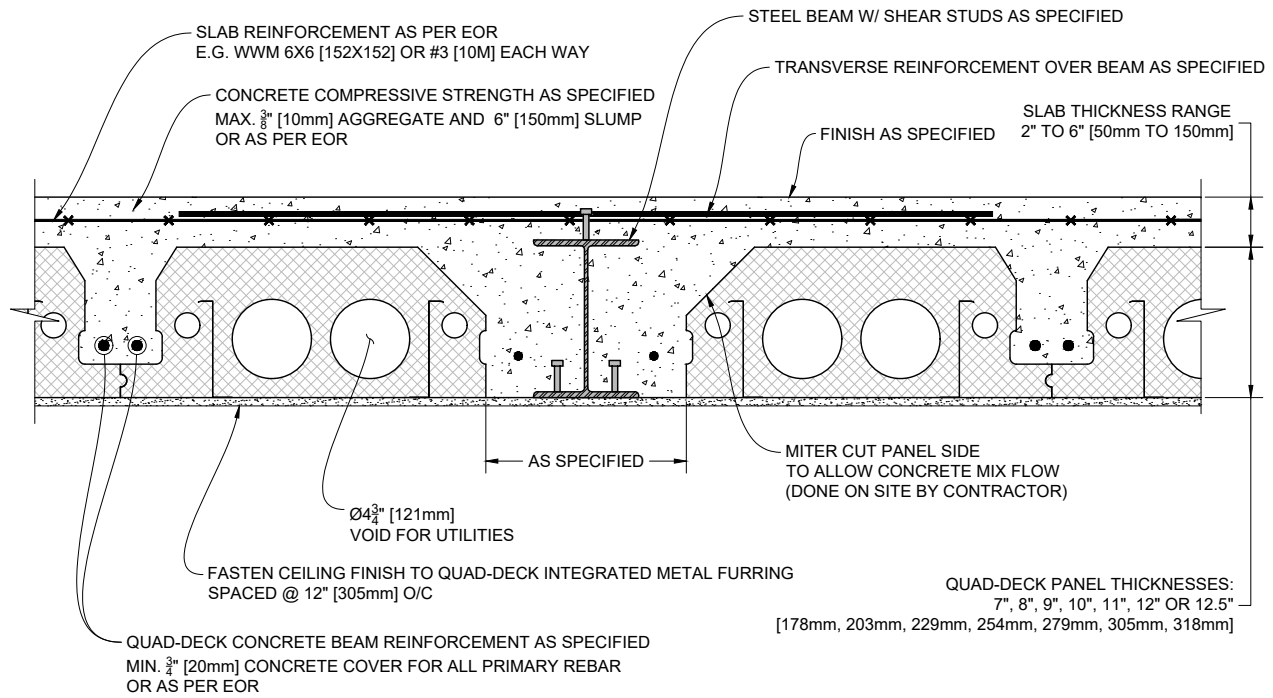 STEEL BEAM W/ SHEAR STUDS AS SPECIFIED
SLAB REINFORCEMENT AS PER EOR
E.G. WWM 6X6 [152X152] OR #3 [10M] EACH WAY
TRANSVERSE REINFORCEMENT OVER BEAM AS SPECIFIED
CONCRETE COMPRESSIVE STRENGTH AS SPECIFIED
MAX. 3/8" [10mm] AGGREGATE AND 6" [150mm] SLUMP
OR AS PER EOR
SLAB THICKNESS RANGE
2" TO 6" [50mm TO 150mm]
FINISH AS SPECIFIED
AS SPECIFIED
MITER CUT PANEL SIDE
TO ALLOW CONCRETE MIX FLOW
(DONE ON SITE BY CONTRACTOR)
Ø4 3/4" [121mm]
VOID FOR UTILITIES
FASTEN CEILING FINISH TO QUAD-DECK INTEGRATED METAL FURRING
SPACED @ 12" [305mm] O/C
QUAD-DECK PANEL THICKNESSES:
7", 8", 9", 10", 11", 12" OR 12.5"
[178mm, 203mm, 229mm, 254mm, 279mm, 305mm, 318mm]
QUAD-DECK CONCRETE BEAM REINFORCEMENT AS SPECIFIED
MIN. 3/4" [20mm] CONCRETE COVER FOR ALL PRIMARY REBAR
OR AS PER EOR